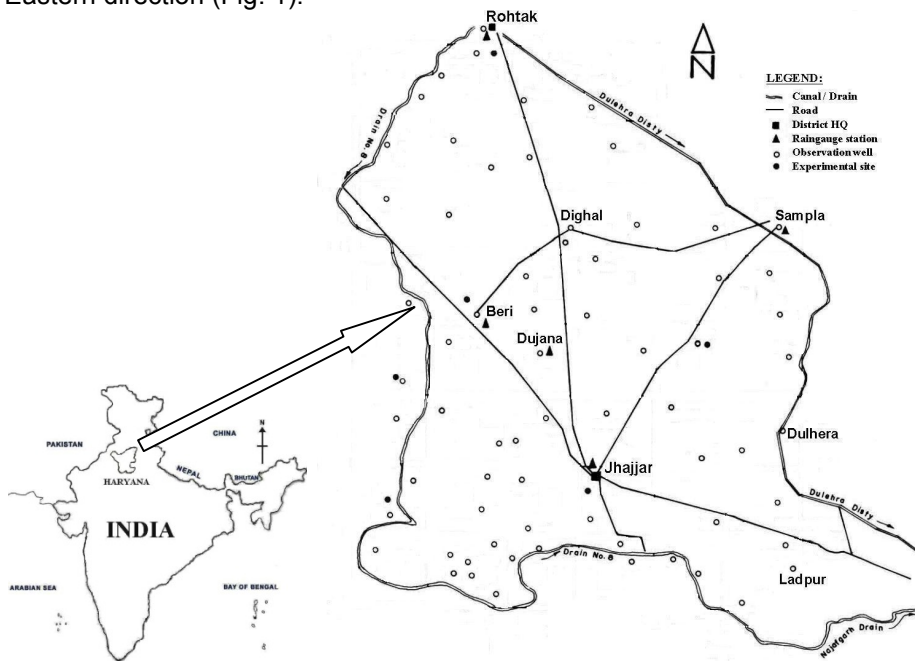 Eastern direction (Fig. 1).
Rohtak
N
LEGEND:
Canal / Drain
Road
District HQ
Raingauge station
Observation well
Experimental site
Drain No. 8
Dulehra Disty
Dighal
Sampla
Beri
Dujana
Dulhera
Jhajjar
Dulehra Disty
Drain No. 8
Ladpur
Najafgarh Drain
PAKISTAN
CHINA
N
NEPAL
BHUTAN
HARYANA
INDIA
ARABIAN SEA
BAY OF BENGAL